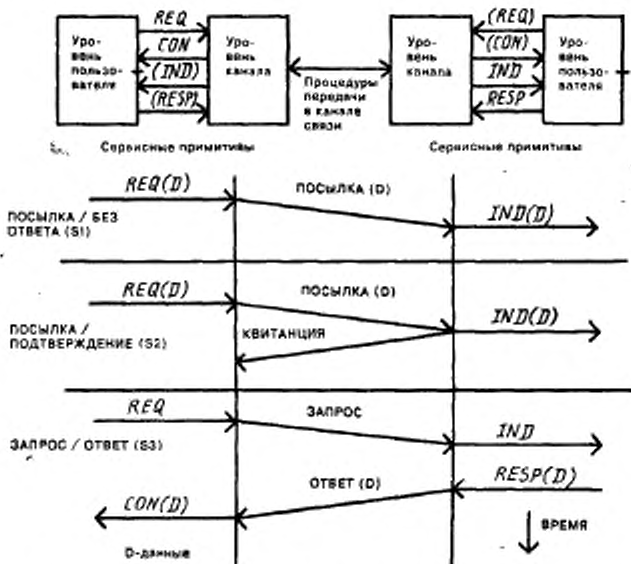 REQ
CON
(IND)
(RESP)
(REQ)
(CON)
IND
RESP
Уро-
вень
пользо-
вателя
Уро-
вень
канала
Процедуры
передачи
в канале
связи
Уро-
вень
канала
Уро-
вень
пользо-
вателя
Сервисные примитивы
Сервисные примитивы
REQ(D)
ПОСЫЛКА (D)
IND(D)
ПОСЫЛКА / БЕЗ
ОТВЕТА (S1)
REQ(D)
ПОСЫЛКА (D)
IND(D)
КВИТАНЦИЯ
ПОСЫЛКА /
ПОДТВЕРЖДЕНИЕ (S2)
REQ
ЗАПРОС
IND
ЗАПРОС / ОТВЕТ (S3)
ОТВЕТ (D)
RESP(D)
CON(D)
ВРЕМЯ
D-данные